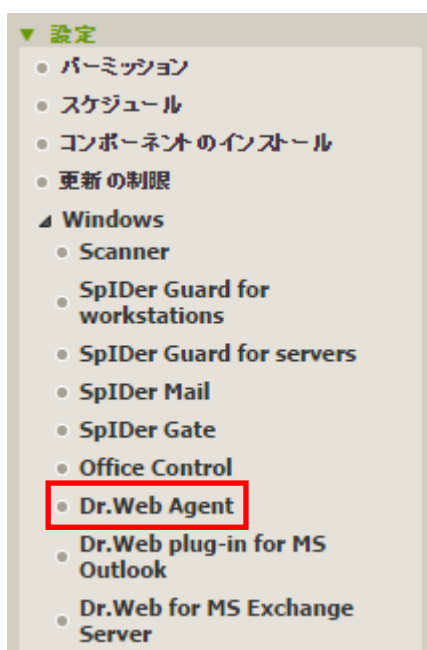 設定
パーミッション
スケジュール
コンポーネントのインストール
更新の制限
Windows
Scanner
SpIDer Guard for
workstations
SpIDer Guard for servers
SpIDer Mail
SpIDer Gate
Office Control
Dr.Web Agent
Dr.Web plug-in for MS
Outlook
Dr.Web for MS Exchange
Server